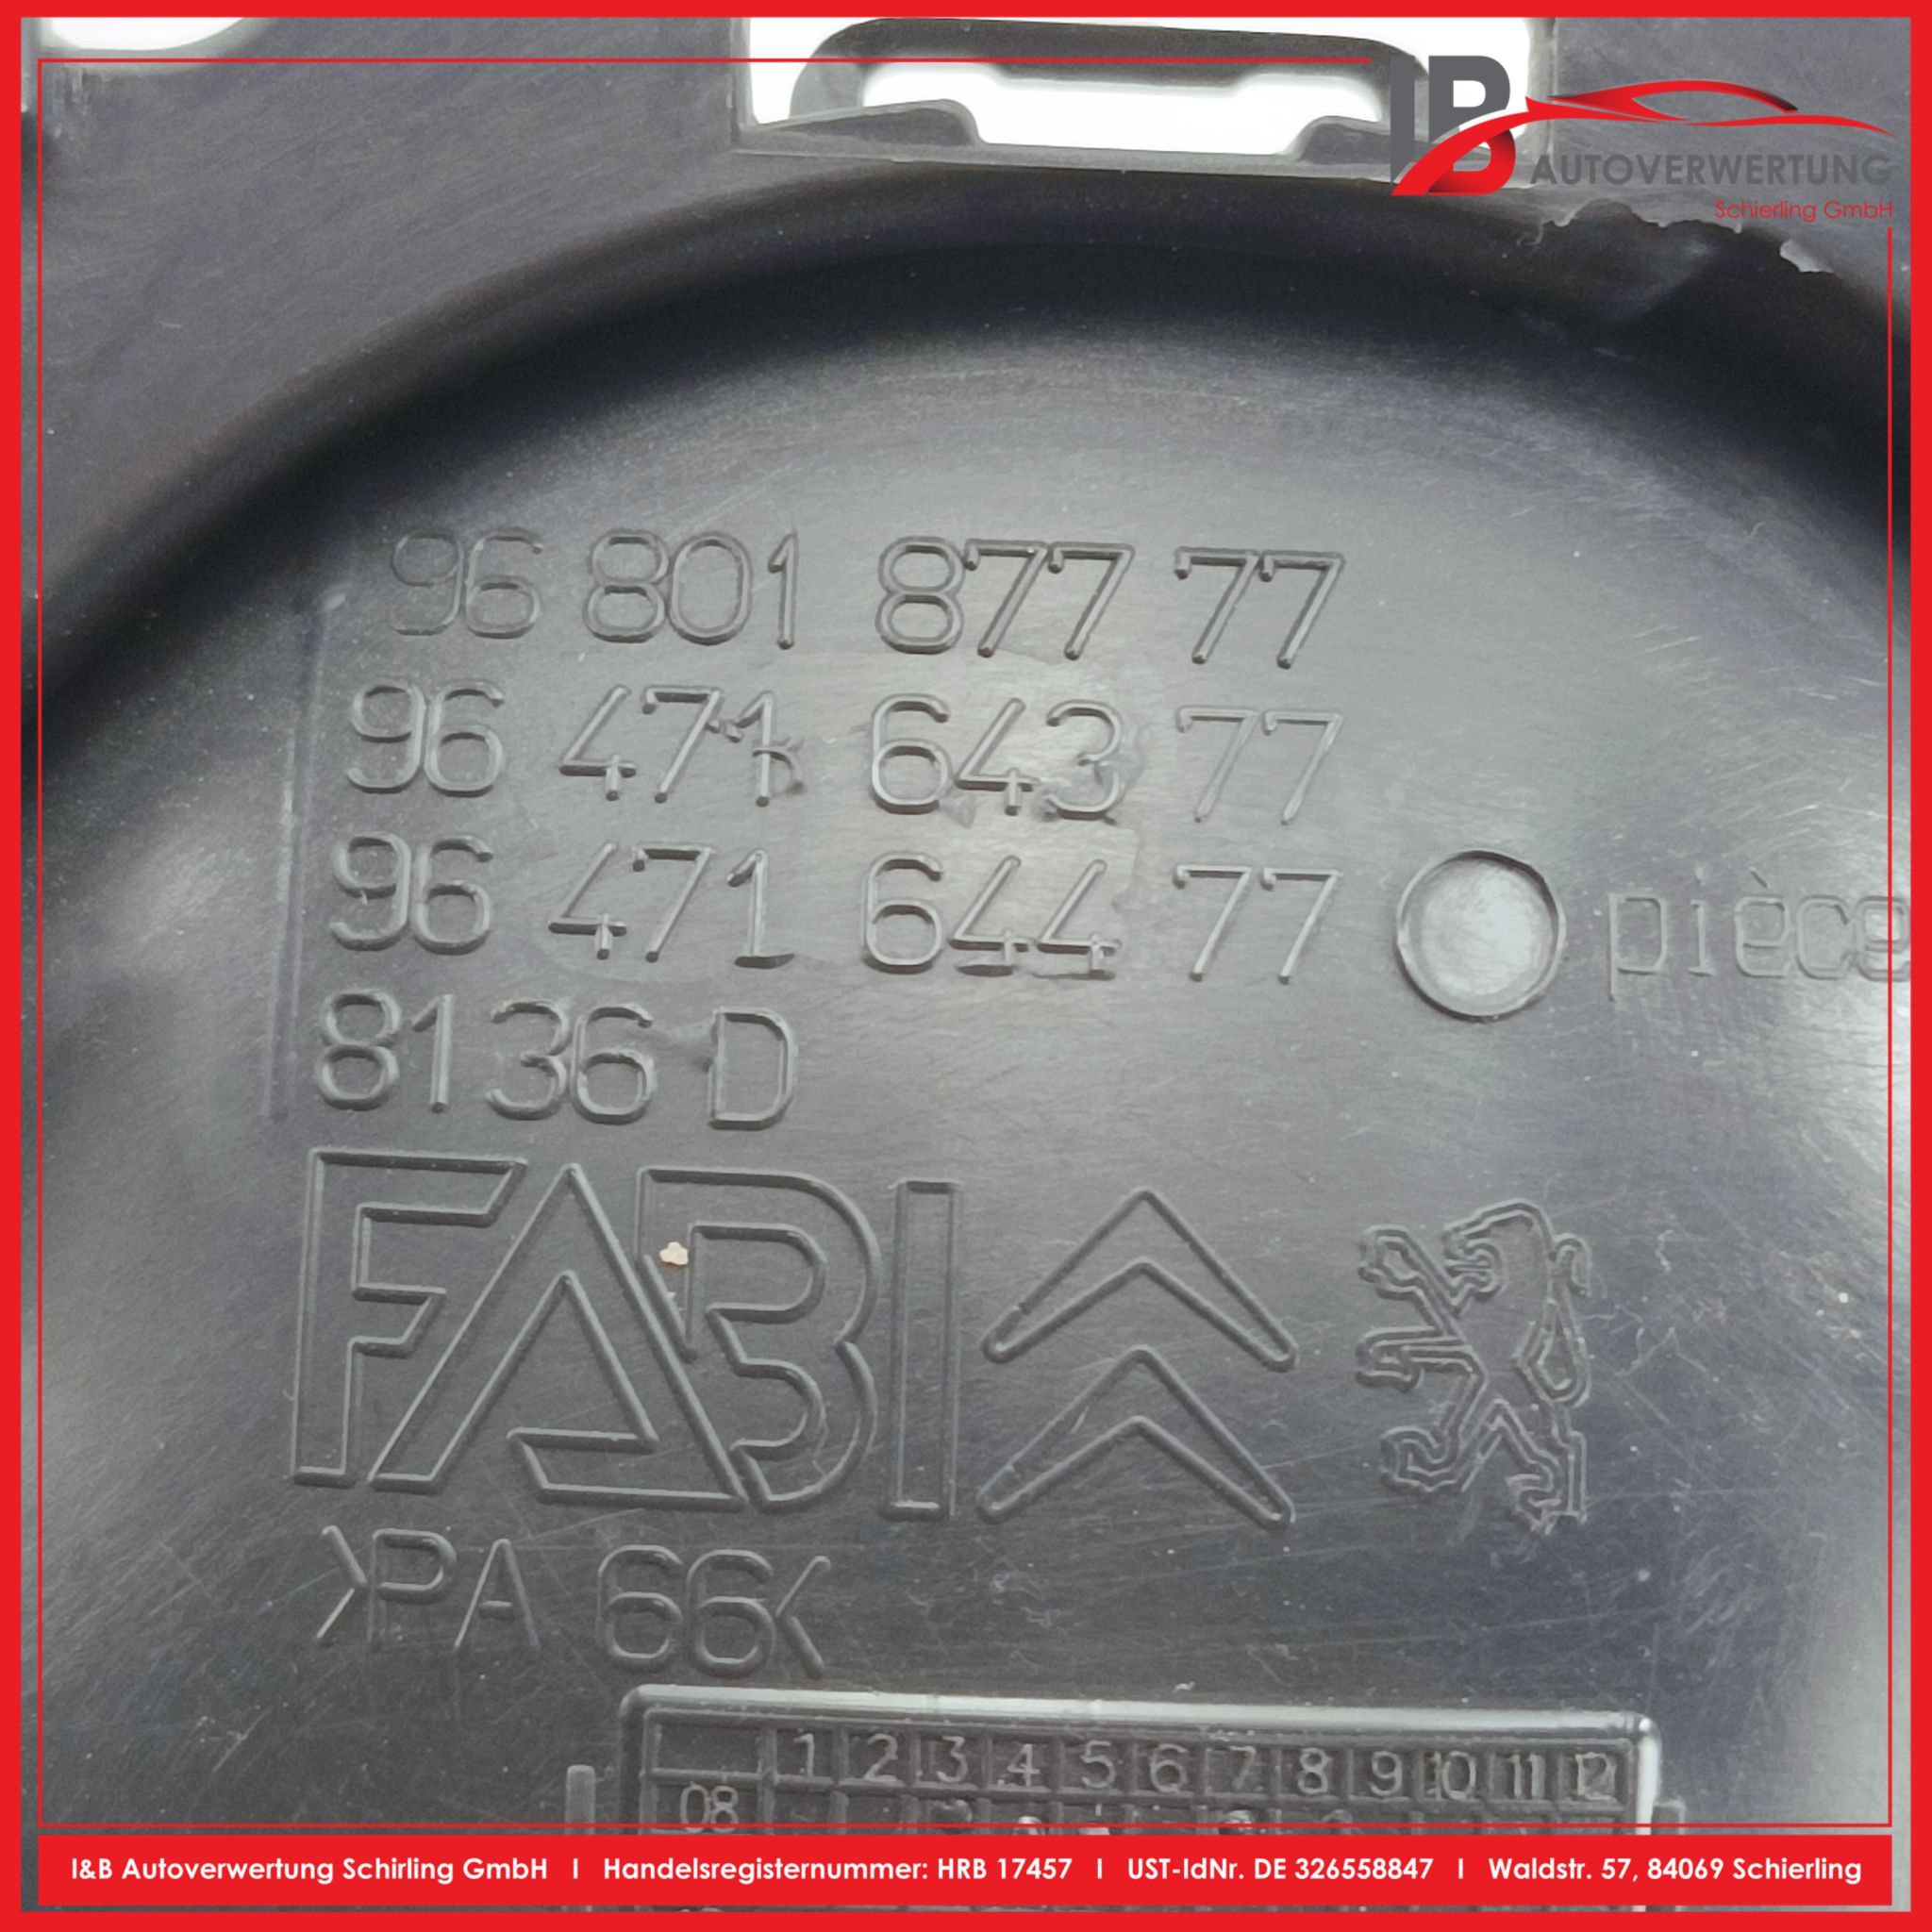 IB
AUTOVERWERTUNG
Schierling GmbH
96 801 877 77
96 471 643 77
96 471 644 77
pièce
8136 D
FABI
>PA 66<
1 2 3 4 5 6 7 8 9 10 11 12
08
I&B Autoverwertung Schirling GmbH I Handelsregisternummer: HRB 17457 I UST-IdNr. DE 326558847 I Waldstr. 57, 84069 Schierling